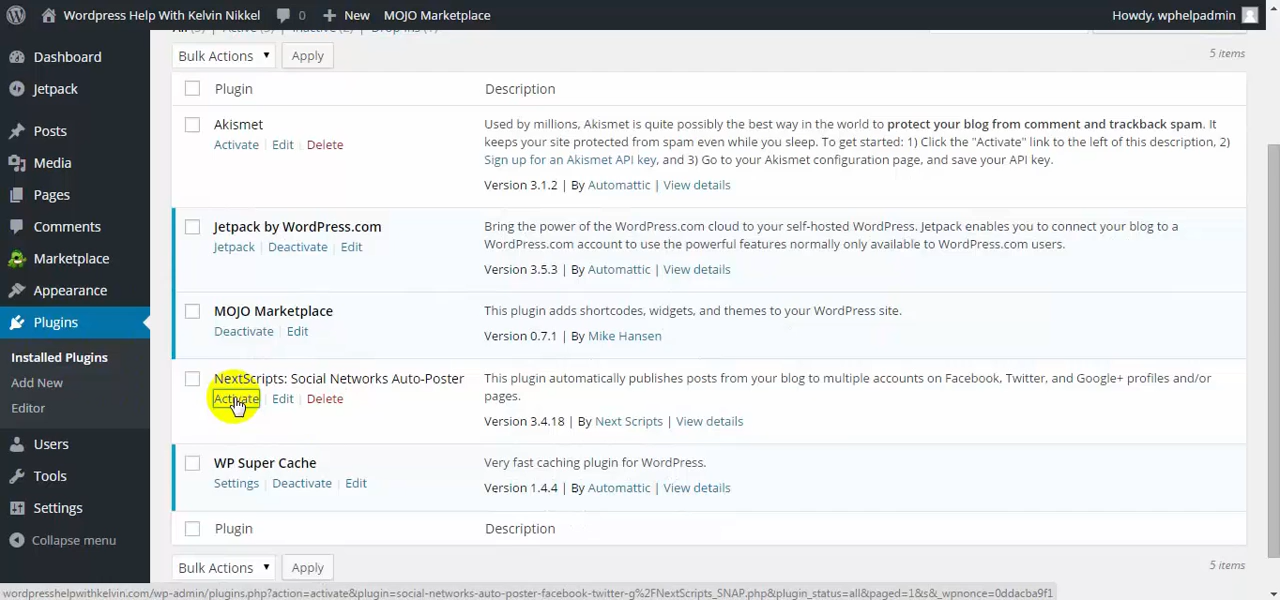 Wordpress Help With Kelvin Nikkel 0 New MOJO Marketplace Howdy, wphelpadmin
Bulk Actions Apply 5 items
Dashboard
Jetpack
Posts
Media
Pages
Comments
Marketplace
Appearance
Plugins
Installed Plugins
Add New
Editor
Users
Tools
Settings
Collapse menu
Plugin Description
Akismet
Activate | Edit | Delete
Used by millions, Akismet is quite possibly the best way in the world to protect your blog from comment and trackback spam. It
keeps your site protected from spam even while you sleep. To get started: 1) Click the "Activate" link to the left of this description, 2)
Sign up for an Akismet API key, and 3) Go to your Akismet configuration page, and save your API key.
Version 3.1.2 | By Automattic | View details
Jetpack by WordPress.com
Jetpack | Deactivate | Edit
Bring the power of the WordPress.com cloud to your self-hosted WordPress. Jetpack enables you to connect your blog to a
WordPress.com account to use the powerful features normally only available to WordPress.com users.
Version 3.5.3 | By Automattic | View details
MOJO Marketplace
Deactivate | Edit
This plugin adds shortcodes, widgets, and themes to your WordPress site.
Version 0.7.1 | By Mike Hansen
NextScripts: Social Networks Auto-Poster
Activate | Edit | Delete
This plugin automatically publishes posts from your blog to multiple accounts on Facebook, Twitter, and Google+ profiles and/or
pages.
Version 3.4.18 | By Next Scripts | View details
WP Super Cache
Settings | Deactivate | Edit
Very fast caching plugin for WordPress.
Version 1.4.4 | By Automattic | View details
Plugin Description
Bulk Actions Apply 5 items
wordpresshelpwithkelvin.com/wp-admin/plugins.php?action=activate&plugin=social-networks-auto-poster-facebook-twitter-g%2FNextScripts_SNAP.php&plugin_status=all&paged=1&s&_wpnonce=0ddacba9f1